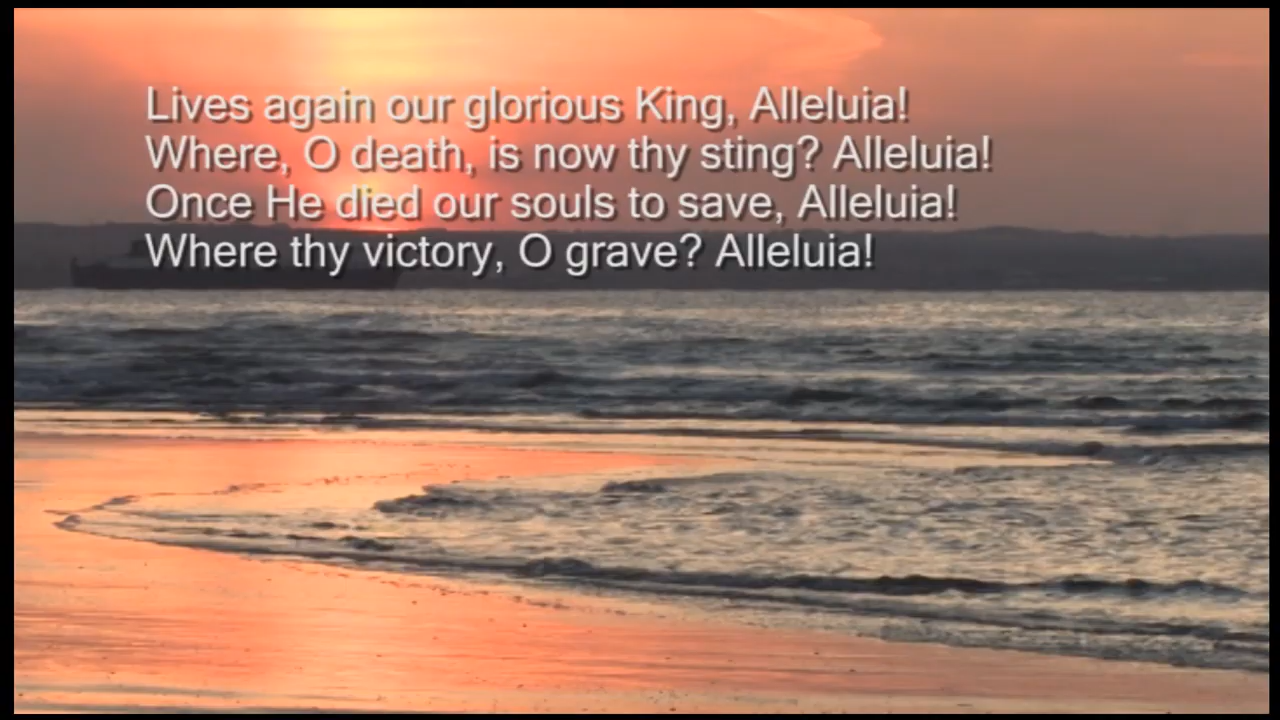 Lives again our glorious King, Alleluia!
Where, O death, is now thy sting? Alleluia!
Once He died our souls to save, Alleluia!
Where thy victory, O grave? Alleluia!